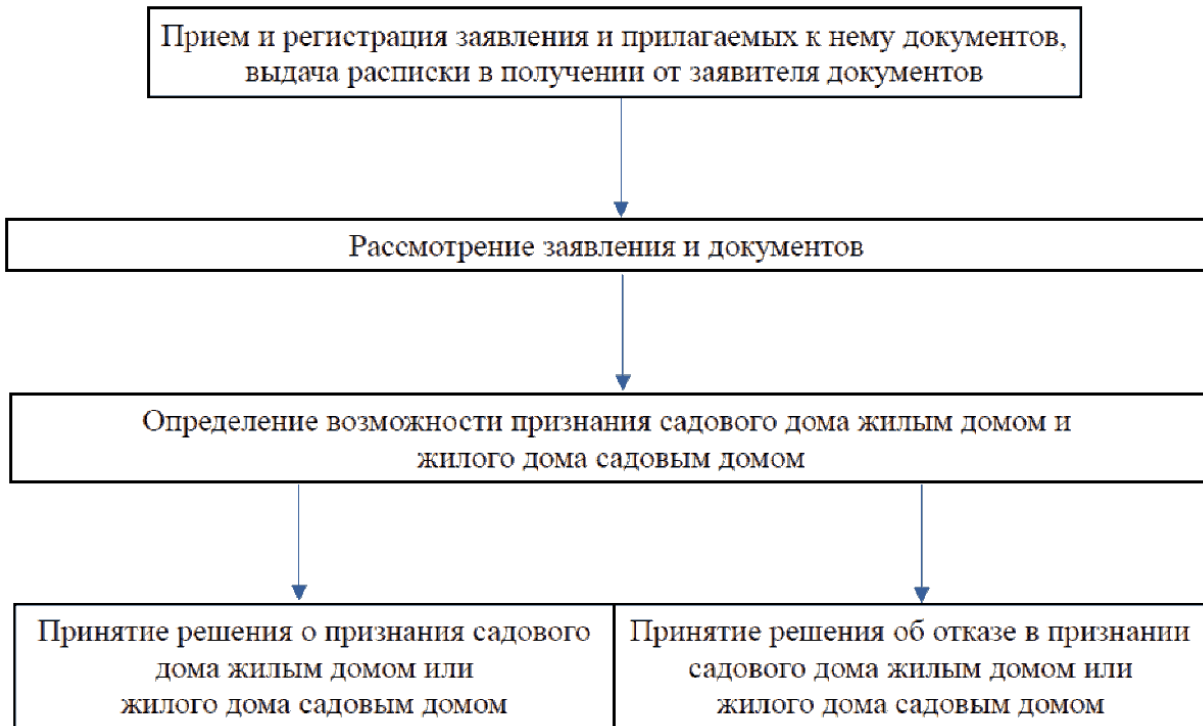 Прием и регистрация заявления и прилагаемых к нему документов,
выдача расписки в получении от заявителя документов
Рассмотрение заявления и документов
Определение возможности признания садового дома жилым домом и
жилого дома садовым домом
Принятие решения о признания садового
дома жилым домом или
жилого дома садовым домом
Принятие решения об отказе в признании
садового дома жилым домом или
жилого дома садовым домом